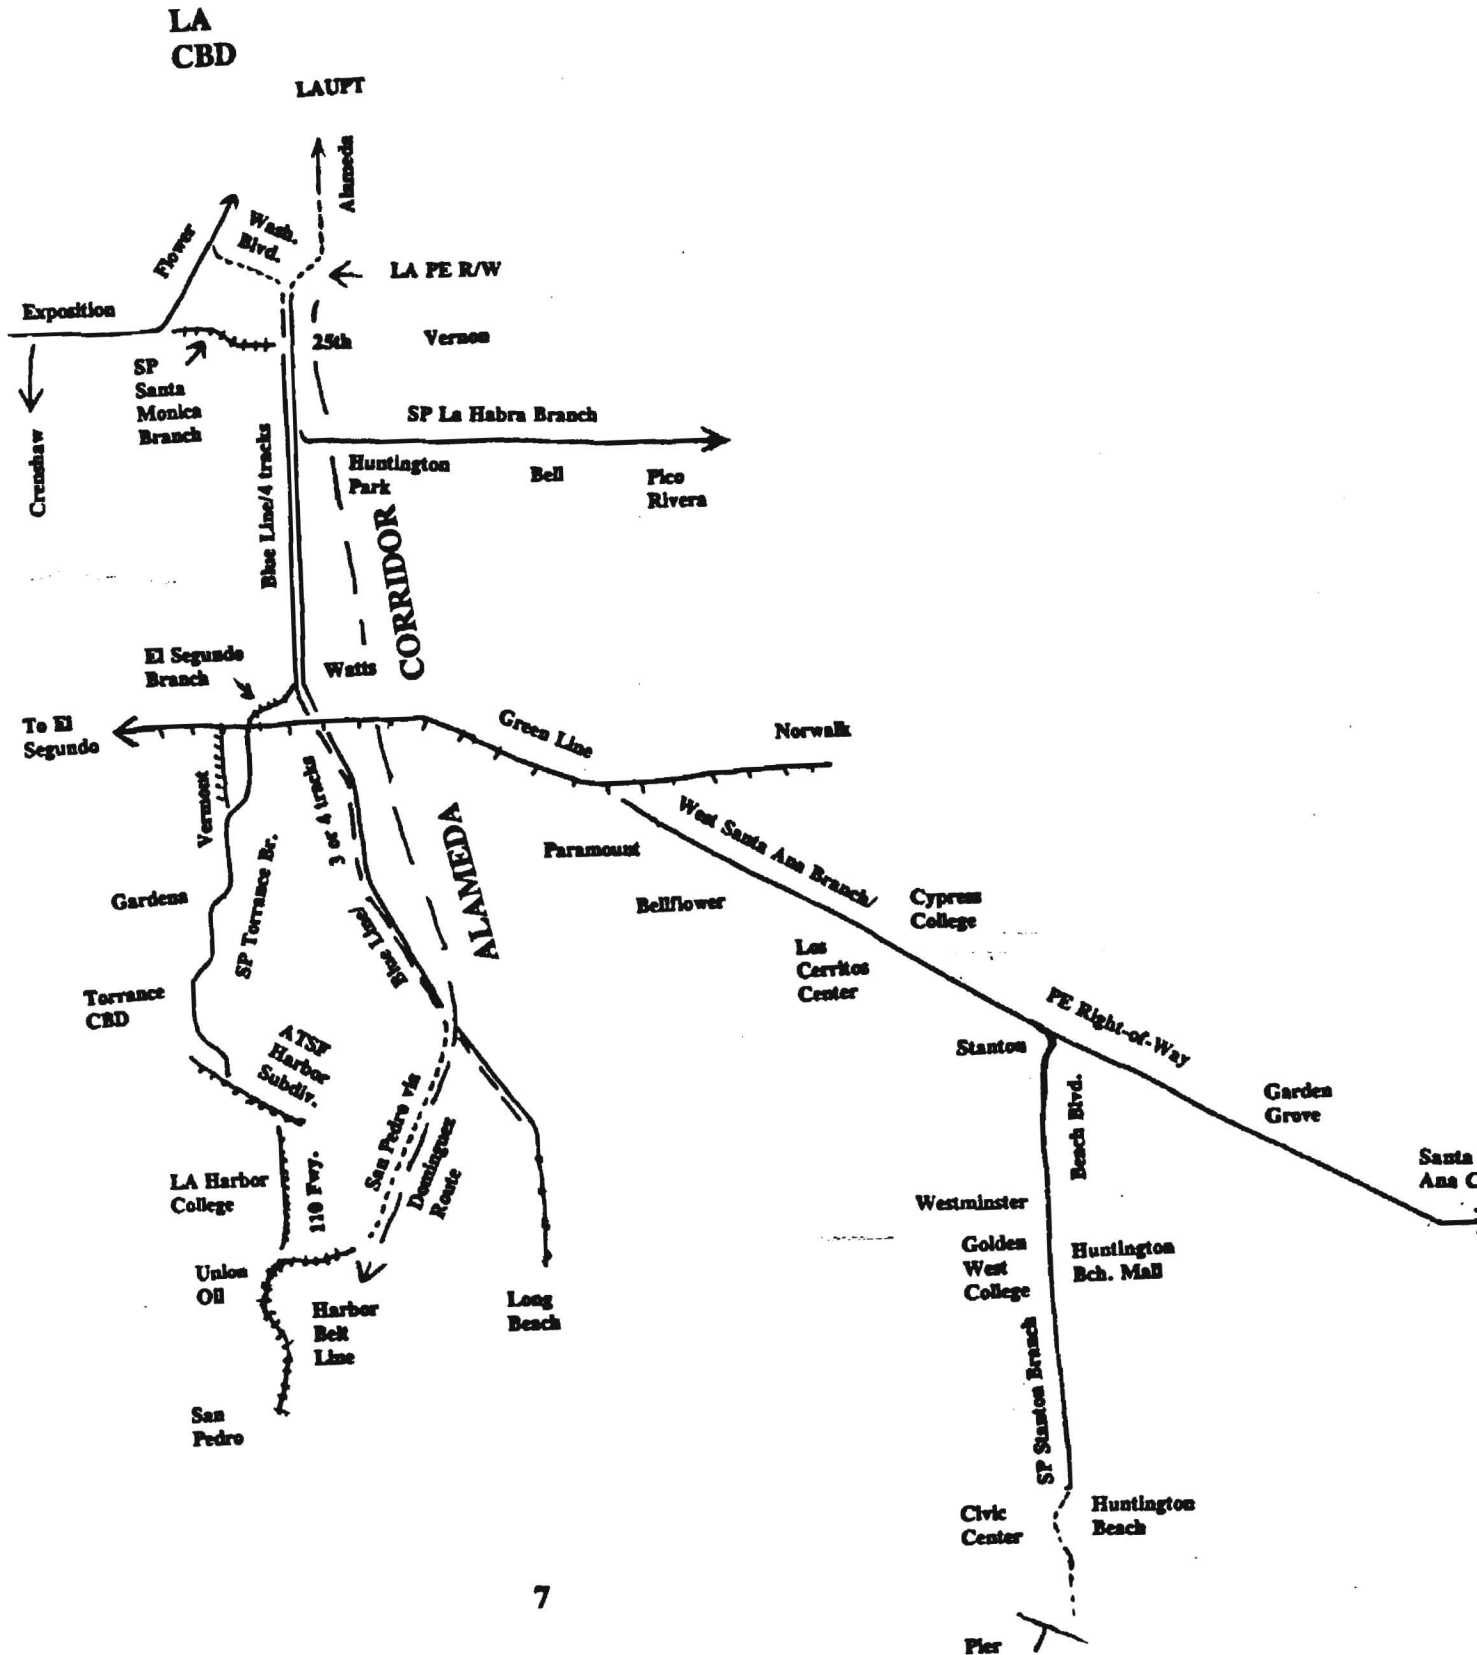 LA
CBD
LAUPT
Alameda
Wash.
Blvd.
Flower
LA PE R/W
Exposition
25th
Vernon
SP
Santa
Monica
Branch
Crenshaw
SP La Habra Branch
Huntington
Park
Bell
Pico
Rivera
Blue Line/4 tracks
CORRIDOR
El Segundo
Branch
Watts
To El
Segundo
Green Line
Norwalk
Vermont
3 or 4 tracks
Blue Line/
ALAMEDA
West Santa Ana Branch/
PE Right-of-Way
Paramount
Bellflower
Cypress
College
Los
Cerritos
Center
Gardena
SP Torrance Br.
Torrance
CBD
ATSF
Harbor
Subdiv.
Stanton
Beach Blvd.
Garden
Grove
Santa
Ana C
San Pedro via
Dominguez
Route
LA Harbor
College
110 Fwy.
Westminster
Golden
West
College
Huntington
Bch. Mall
Union
Oil
Harbor
Belt
Line
Long
Beach
SP Stanton Branch
San
Pedro
Civic
Center
Huntington
Beach
7
Pier